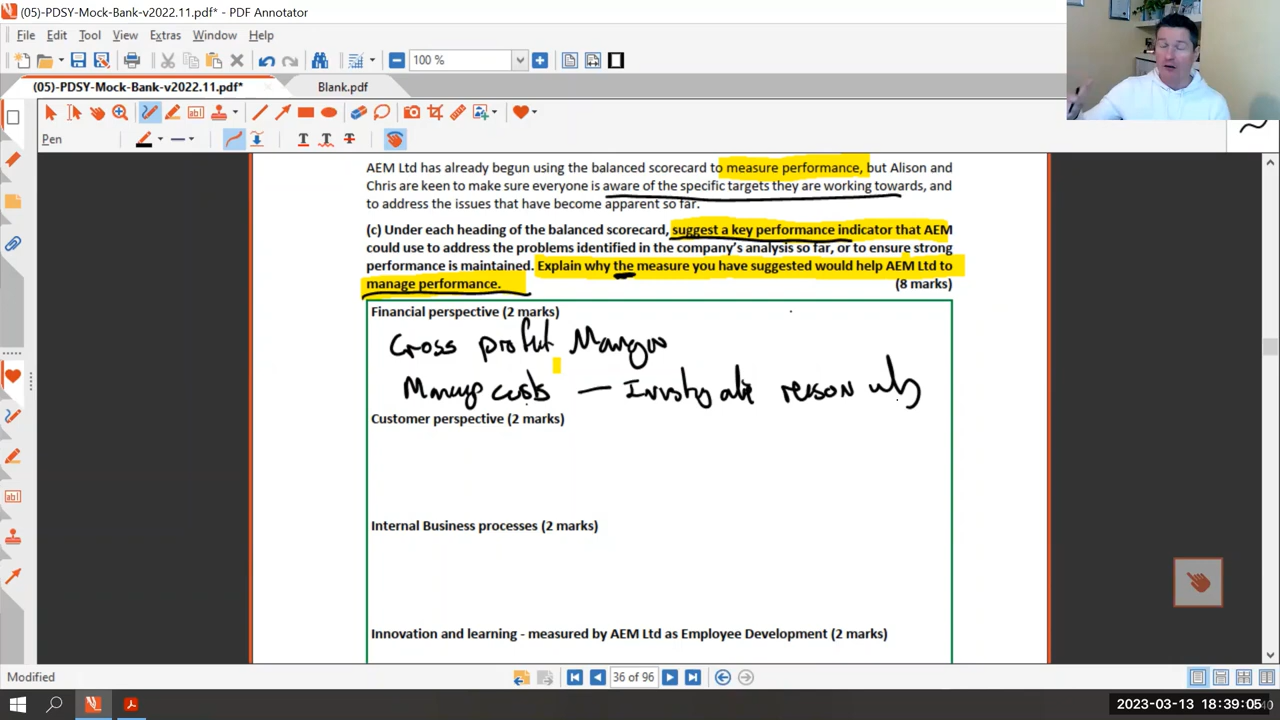 (05)-PDSY-Mock-Bank-v2022.11.pdf* - PDF Annotator
File Edit Tool View Extras Window Help
100 %
(05)-PDSY-Mock-Bank-v2022.11.pdf* Blank.pdf
Pen
AEM Ltd has already begun using the balanced scorecard to measure performance, but Alison and
Chris are keen to make sure everyone is aware of the specific targets they are working towards, and
to address the issues that have become apparent so far.
(c) Under each heading of the balanced scorecard, suggest a key performance indicator that AEM
could use to address the problems identified in the company's analysis so far, or to ensure strong
performance is maintained. Explain why the measure you have suggested would help AEM Ltd to
manage performance. (8 marks)
Financial perspective (2 marks)
Gross profit Margin
Manage costs — Investigate reason why
Customer perspective (2 marks)
Internal Business processes (2 marks)
Innovation and learning - measured by AEM Ltd as Employee Development (2 marks)
Modified
36 of 96
2023-03-13 18:39:05